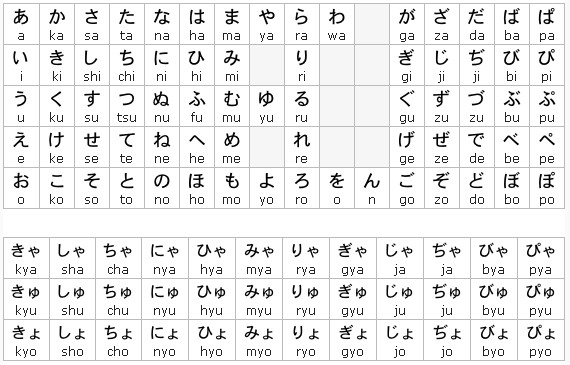 あ か さ た な は ま や ら わ が ざ だ ば ぱ
a ka sa ta na ha ma ya ra wa ga za da ba pa
い き し ち に ひ み り ぎ じ ぢ び ぴ
i ki shi chi ni hi mi ri gi ji ji bi pi
う く す つ ぬ ふ む ゆ る ぐ ず づ ぶ ぷ
u ku su tsu nu fu mu yu ru gu zu zu bu pu
え け せ て ね へ め れ げ ぜ で べ ぺ
e ke se te ne he me re ge ze de be pe
お こ そ と の ほ も よ ろ を ん ご ぞ ど ぼ ぽ
o ko so to no ho mo yo ro o n go zo do bo po
きゃ しゃ ちゃ にゃ ひゃ みゃ りゃ ぎゃ じゃ ぢゃ びゃ ぴゃ
kya sha cha nya hya mya rya gya ja ja bya pya
きゅ しゅ ちゅ にゅ ひゅ みゅ りゅ ぎゅ じゅ ぢゅ びゅ ぴゅ
kyu shu chu nyu hyu myu ryu gyu ju ju byu pyu
きょ しょ ちょ にょ ひょ みょ りょ ぎょ じょ ぢょ びょ ぴょ
kyo sho cho nyo hyo myo ryo gyo jo jo byo pyo